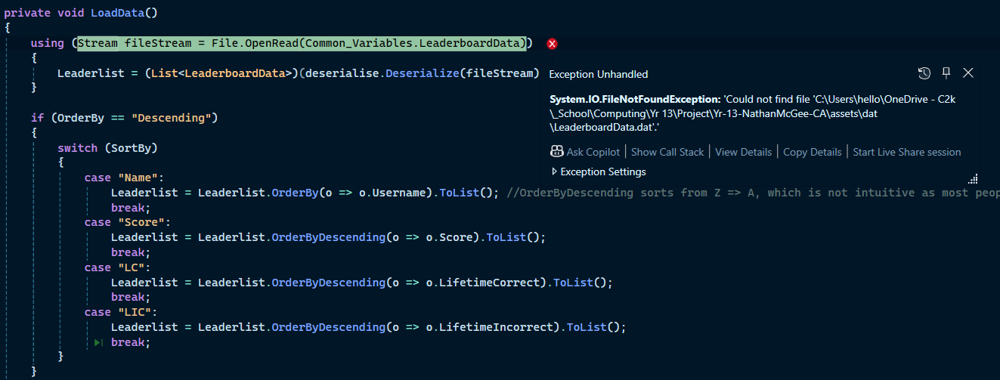 private void LoadData()
{
using (Stream fileStream = File.OpenRead(Common_Variables.LeaderboardData))
{
Leaderlist = (List<LeaderboardData>)(deserialise.Deserialize(fileStream)
}
Exception Unhandled
System.IO.FileNotFoundException: 'Could not find file 'C:\Users\hello\OneDrive - C2k
\_School\Computing\Yr 13\Project\Yr-13-NathanMcGee-CA\assets\dat
\LeaderboardData.dat'.'
Ask Copilot | Show Call Stack | View Details | Copy Details | Start Live Share session
Exception Settings
if (OrderBy == "Descending")
{
switch (SortBy)
{
case "Name":
Leaderlist = Leaderlist.OrderBy(o => o.Username).ToList(); //OrderByDescending sorts from Z => A, which is not intuitive as most peop
break;
case "Score":
Leaderlist = Leaderlist.OrderByDescending(o => o.Score).ToList();
break;
case "LC":
Leaderlist = Leaderlist.OrderByDescending(o => o.LifetimeCorrect).ToList();
break;
case "LIC":
Leaderlist = Leaderlist.OrderByDescending(o => o.LifetimeIncorrect).ToList();
break;
}
}